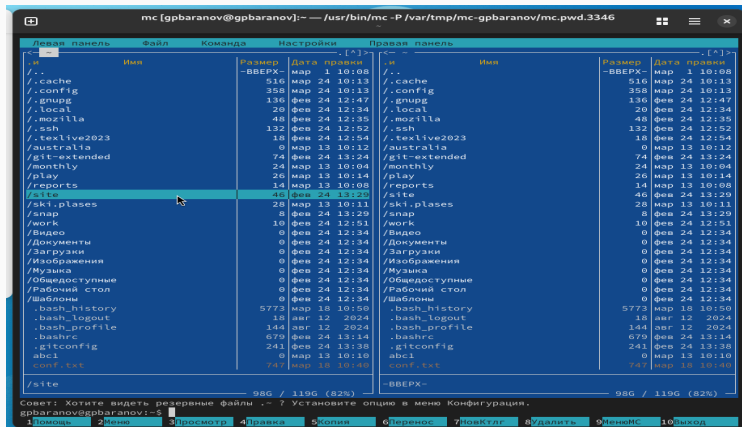 mc [gpbaranov@gpbaranov]:~ — /usr/bin/mc -P /var/tmp/mc-gpbaranov/mc.pwd.3346
~
Левая панель Файл Команда Настройки Правая панель
<─ ~ .[^]> <─ ~ .[^]>
.и Имя Размер Дата правки .и Имя Размер Дата правки
/.. -ВВЕРХ- мар 1 10:08 /.. -ВВЕРХ- мар 1 10:08
/.cache 516 мар 24 10:13 /.cache 516 мар 24 10:13
/.config 358 мар 24 10:13 /.config 358 мар 24 10:13
/.gnupg 136 фев 24 12:47 /.gnupg 136 фев 24 12:47
/.local 20 фев 24 12:34 /.local 20 фев 24 12:34
/.mozilla 48 фев 24 12:35 /.mozilla 48 фев 24 12:35
/.ssh 132 фев 24 12:52 /.ssh 132 фев 24 12:52
/.texlive2023 18 фев 24 12:54 /.texlive2023 18 фев 24 12:54
/australia 0 мар 13 10:12 /australia 0 мар 13 10:12
/git-extended 74 фев 24 13:24 /git-extended 74 фев 24 13:24
/monthly 24 мар 13 10:04 /monthly 24 мар 13 10:04
/play 26 мар 13 10:14 /play 26 мар 13 10:14
/reports 14 мар 13 10:08 /reports 14 мар 13 10:08
/site 46 фев 24 13:29 /site 46 фев 24 13:29
/ski.plases 28 мар 13 10:11 /ski.plases 28 мар 13 10:11
/snap 8 фев 24 13:29 /snap 8 фев 24 13:29
/work 10 фев 24 12:51 /work 10 фев 24 12:51
/Видео 0 фев 24 12:34 /Видео 0 фев 24 12:34
/Документы 0 фев 24 12:34 /Документы 0 фев 24 12:34
/Загрузки 0 фев 24 12:34 /Загрузки 0 фев 24 12:34
/Изображения 0 фев 24 12:34 /Изображения 0 фев 24 12:34
/Музыка 0 фев 24 12:34 /Музыка 0 фев 24 12:34
/Общедоступные 0 фев 24 12:34 /Общедоступные 0 фев 24 12:34
/Рабочий стол 0 фев 24 12:34 /Рабочий стол 0 фев 24 12:34
/Шаблоны 0 фев 24 12:34 /Шаблоны 0 фев 24 12:34
.bash_history 5773 мар 18 10:50 .bash_history 5773 мар 18 10:50
.bash_logout 18 авг 12 2024 .bash_logout 18 авг 12 2024
.bash_profile 144 авг 12 2024 .bash_profile 144 авг 12 2024
.bashrc 679 фев 24 13:14 .bashrc 679 фев 24 13:14
.gitconfig 241 фев 24 13:38 .gitconfig 241 фев 24 13:38
abc1 0 мар 13 10:10 abc1 0 мар 13 10:10
conf.txt 747 мар 18 10:40 conf.txt 747 мар 18 10:40
/site -ВВЕРХ-
98G / 119G (82%) 98G / 119G (82%)
Совет: Хотите видеть резервные файлы .~ ? Установите опцию в меню Конфигурация.
gpbaranov@gpbaranov:~$
1Помощь 2Меню 3Просмотр 4Правка 5Копия 6Перенос 7НовКтлг 8Удалить 9МенюМС 10Выход